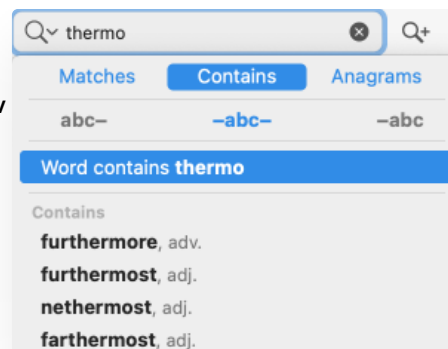 thermo
Matches Contains Anagrams
abc– –abc– –abc
Word contains thermo
Contains
furthermore, adv.
furthermost, adj.
nethermost, adj.
farthermost, adj.